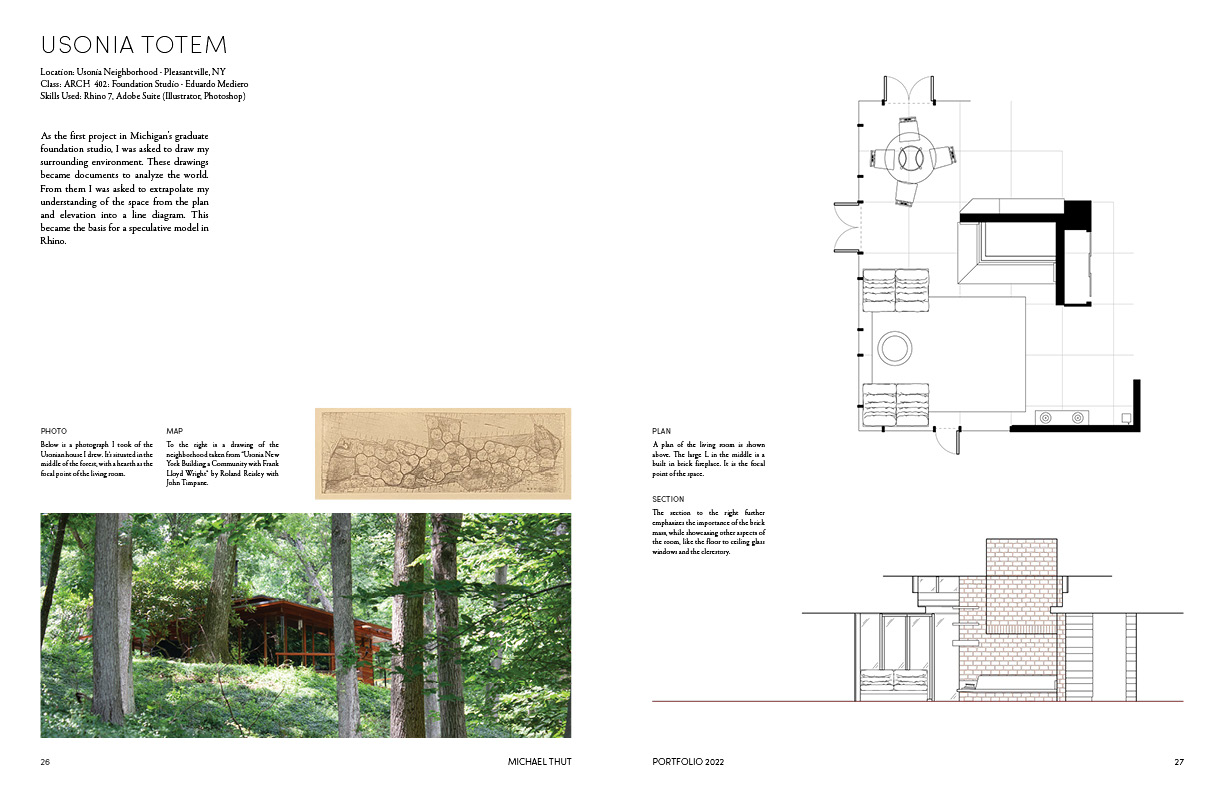 USONIA TOTEM
Location: Usonia Neighborhood - Pleasantville, NY
Class: ARCH 402: Foundation Studio - Eduardo Mediero
Skills Used: Rhino 7, Adobe Suite (Illustrator, Photoshop)
As the first project in Michigan's graduate
foundation studio, I was asked to draw my
surrounding environment. These drawings
became documents to analyze the world.
From them I was asked to extrapolate my
understanding of the space from the plan
and elevation into a line diagram. This
became the basis for a speculative model in
Rhino.
PHOTO
Below is a photograph I took of the
Usonian house I drew. It's situated in the
middle of the forest, with a hearth as the
focal point of the living room.
MAP
To the right is a drawing of the
neighborhood taken from "Usonia New
York Building a Community with Frank
Lloyd Wright" by Roland Reisley with
John Timpane.
26
MICHAEL THUT
PLAN
A plan of the living room is shown
above. The large L in the middle is a
built in brick fireplace. It is the focal
point of the space.
SECTION
The section to the right further
emphasizes the importance of the brick
mass, while showcasing other aspects of
the room, like the floor to ceiling glass
windows and the clerestory.
PORTFOLIO 2022
27